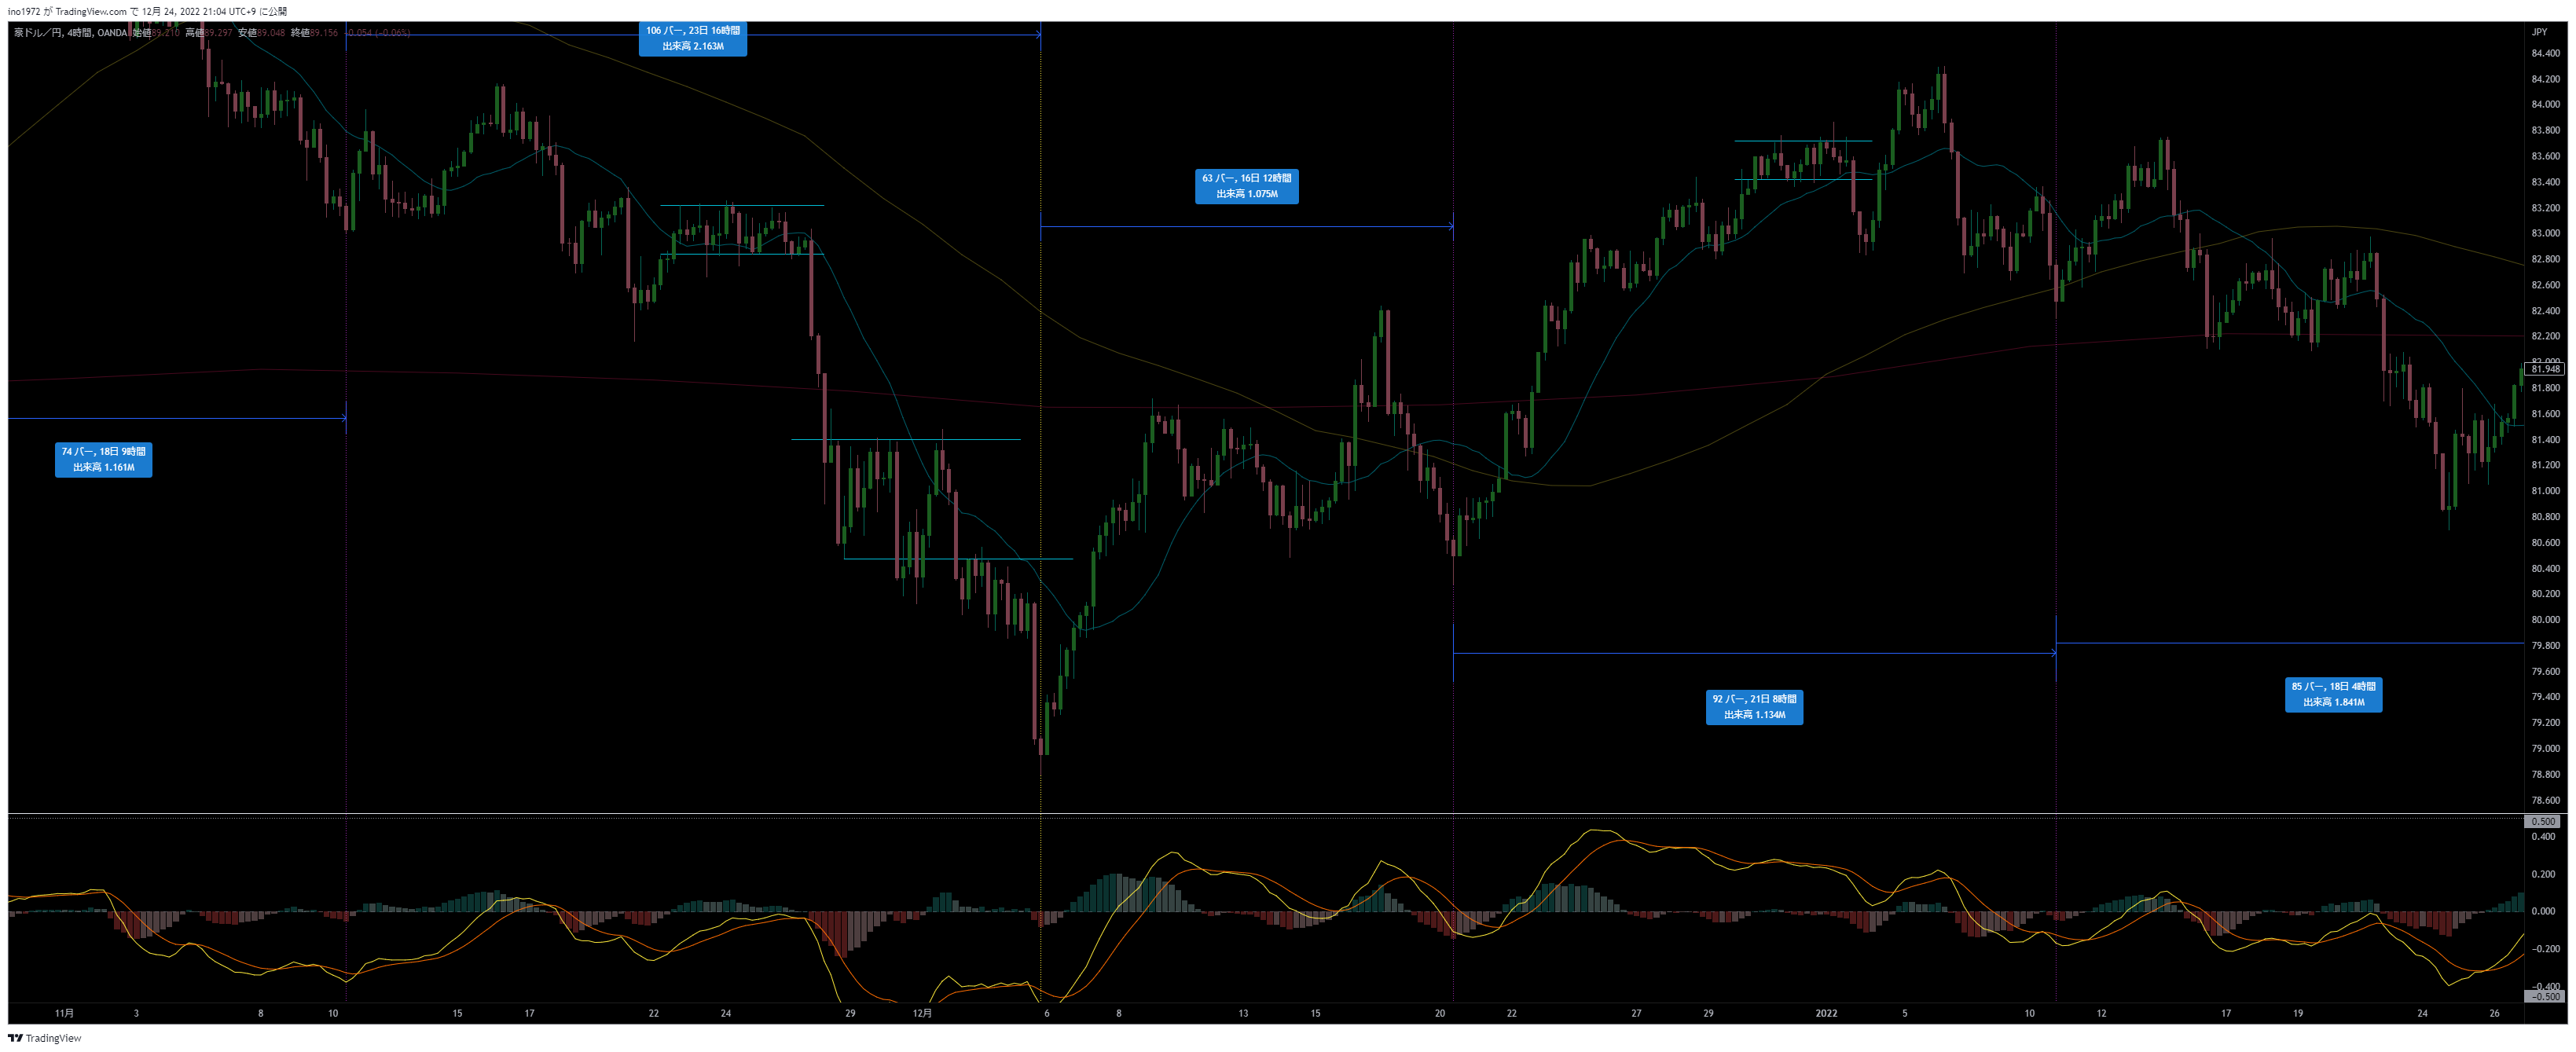 ino1972 が TradingView.com で 12月 24, 2022 21:04 UTC+9 に公開
豪ドル／円, 4時間, OANDA 始値89.210 高値89.297 安値89.048 終値89.156 -0.054 (-0.06%)
106 バー, 23日 16時間
出来高 2.163M
63 バー, 16日 12時間
出来高 1.075M
74 バー, 18日 9時間
出来高 1.161M
92 バー, 21日 8時間
出来高 1.134M
85 バー, 18日 4時間
出来高 1.841M
JPY
84.400
84.200
84.000
83.800
83.600
83.400
83.200
83.000
82.800
82.600
82.400
82.200
82.000
81.948
81.800
81.600
81.400
81.200
81.000
80.800
80.600
80.400
80.200
80.000
79.800
79.600
79.400
79.200
79.000
78.800
78.600
0.500
0.400
0.200
0.000
-0.200
-0.400
-0.500
11月 3 8 10 15 17 22 24 29 12月 6 8 13 15 20 22 27 29 2022 5 10 12 17 19 24 26
TradingView